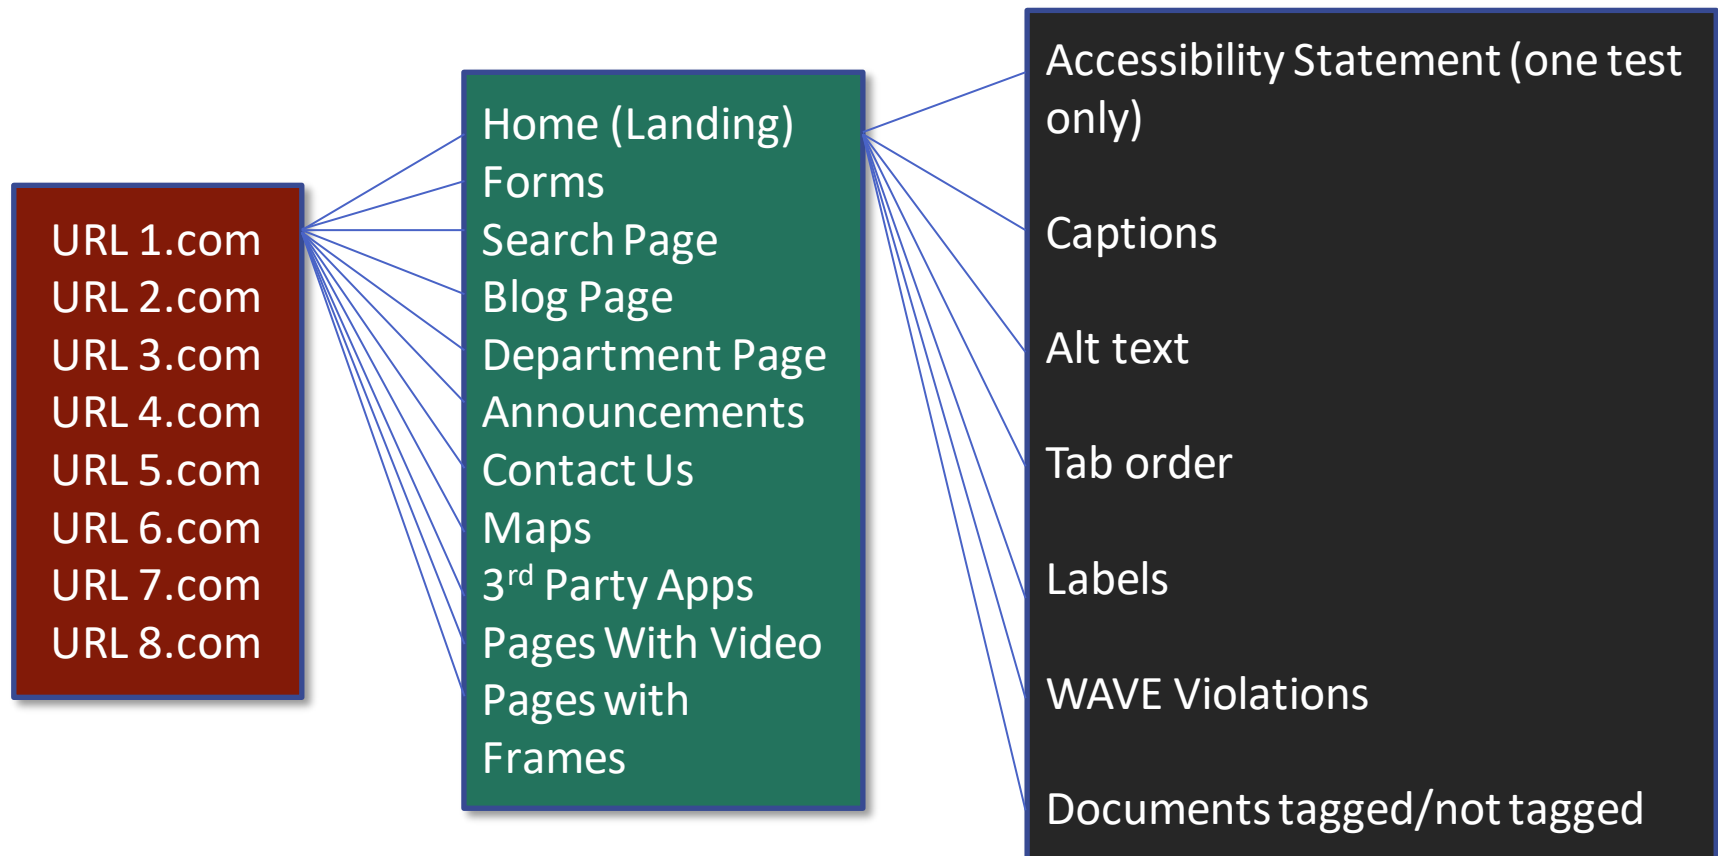 URL 1.com
URL 2.com
URL 3.com
URL 4.com
URL 5.com
URL 6.com
URL 7.com
URL 8.com
Home (Landing)
Forms
Search Page
Blog Page
Department Page
Announcements
Contact Us
Maps
3rd Party Apps
Pages With Video
Pages with
Frames
Accessibility Statement (one test
only)
Captions
Alt text
Tab order
Labels
WAVE Violations
Documents tagged/not tagged